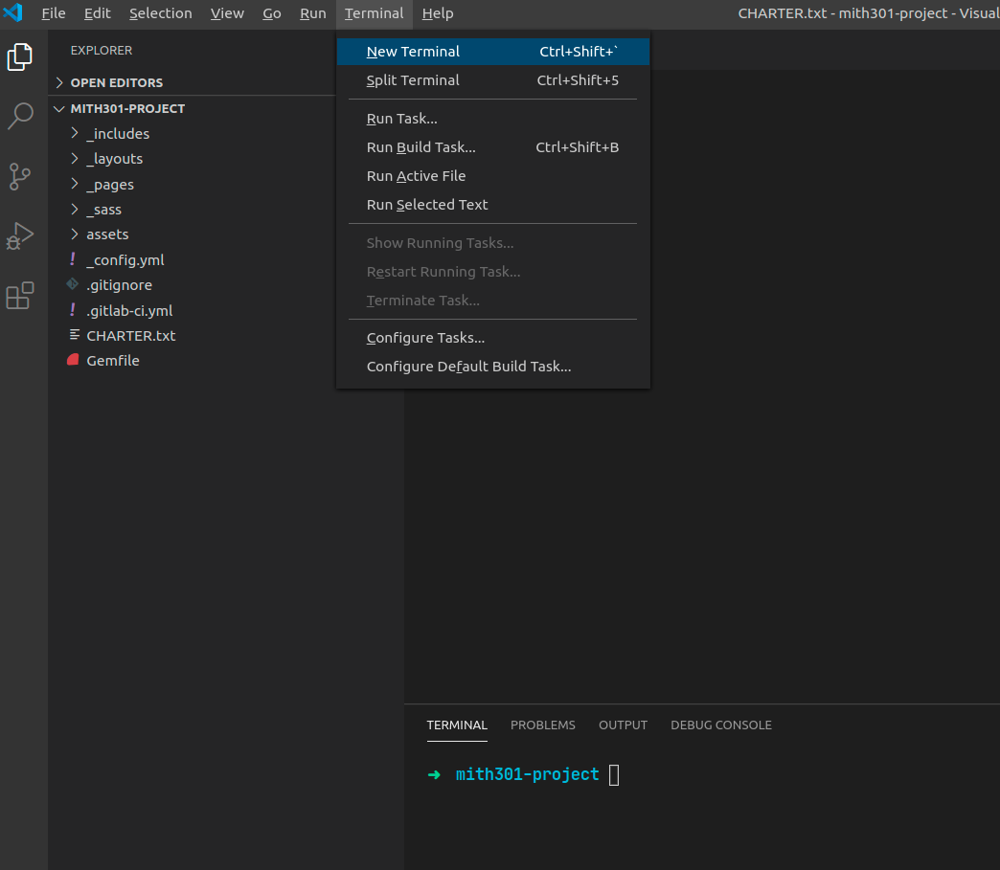 File Edit Selection View Go Run Terminal Help CHARTER.txt - mith301-project - Visual
EXPLORER
OPEN EDITORS
MITH301-PROJECT
_includes
_layouts
_pages
_sass
assets
_config.yml
.gitignore
.gitlab-ci.yml
CHARTER.txt
Gemfile
New Terminal Ctrl+Shift+`
Split Terminal Ctrl+Shift+5
Run Task...
Run Build Task... Ctrl+Shift+B
Run Active File
Run Selected Text
Show Running Tasks...
Restart Running Task...
Terminate Task...
Configure Tasks...
Configure Default Build Task...
TERMINAL PROBLEMS OUTPUT DEBUG CONSOLE
➜ mith301-project